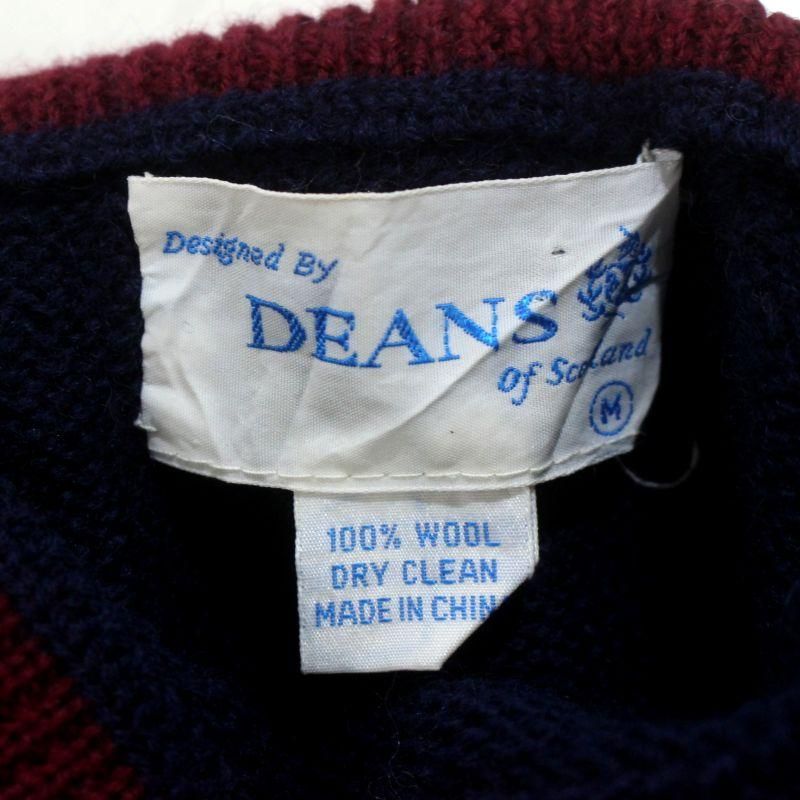 Designed By
DEANS
Of Scotland
M
100% WOOL
DRY CLEAN
MADE IN CHIN